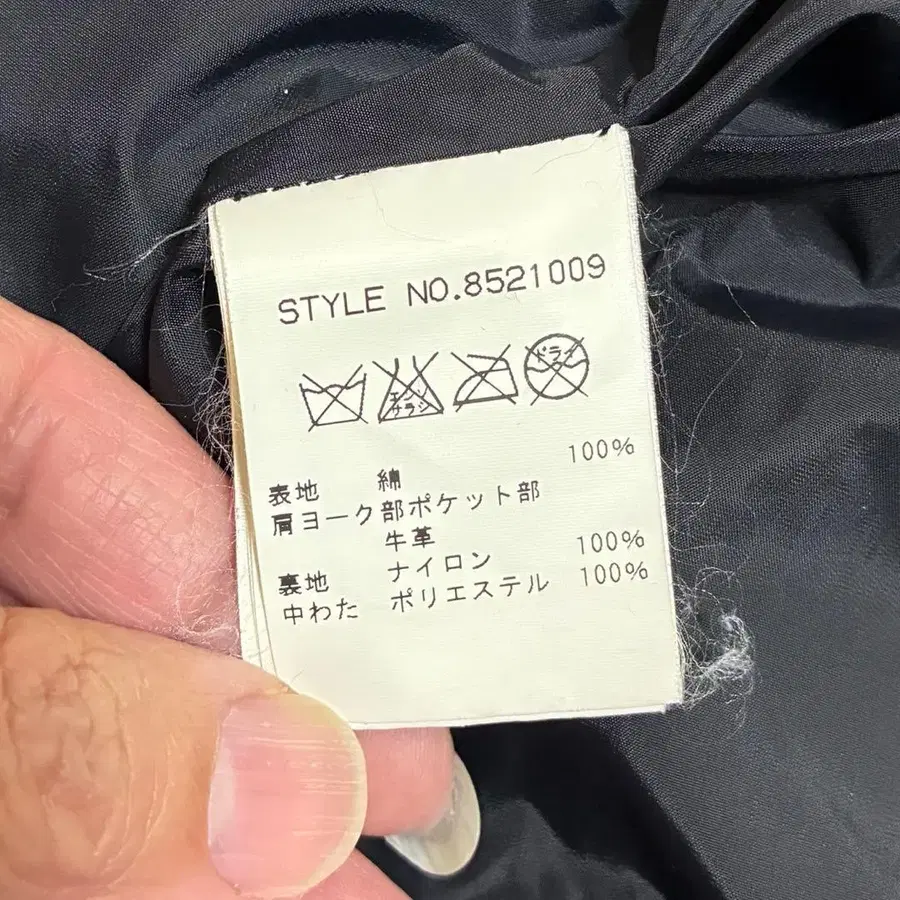 STYLE NO.8521009
エンソ
サラシ
ドライ
表地 綿 100%
肩ヨーク部ポケット部
牛革
裏地 ナイロン 100%
中わた ポリエステル 100%